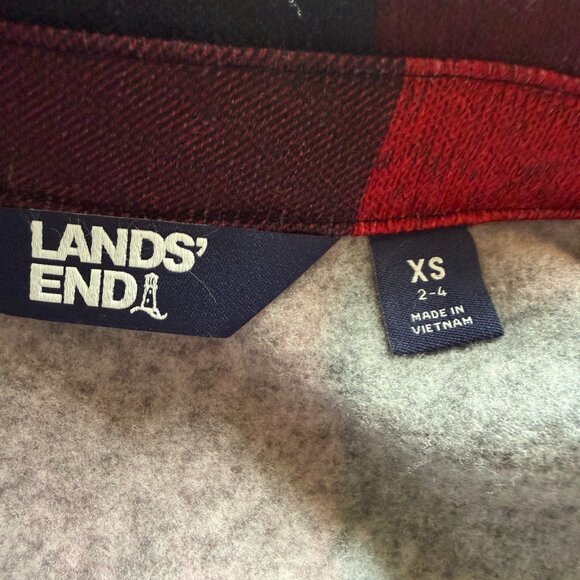 LANDS'
END
XS
2-4
MADE IN
VIETNAM